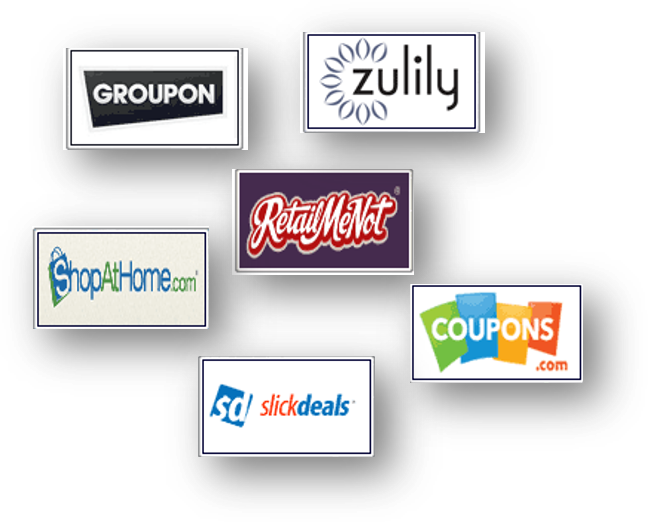 GROUPON
zulily
RetailMeNot®
ShopAtHome.com
COUPONS
.com
sd slickdeals